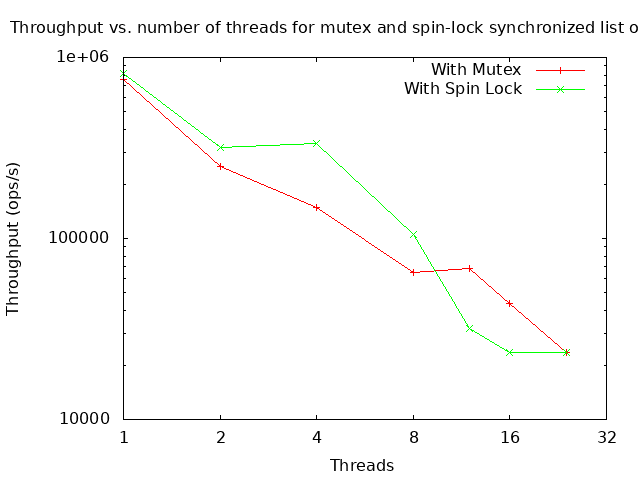 Throughput vs. number of threads for mutex and spin-lock synchronized list o
1e+06
With Mutex
With Spin Lock
Throughput (ops/s)
100000
10000
1 2 4 8 16 32
Threads